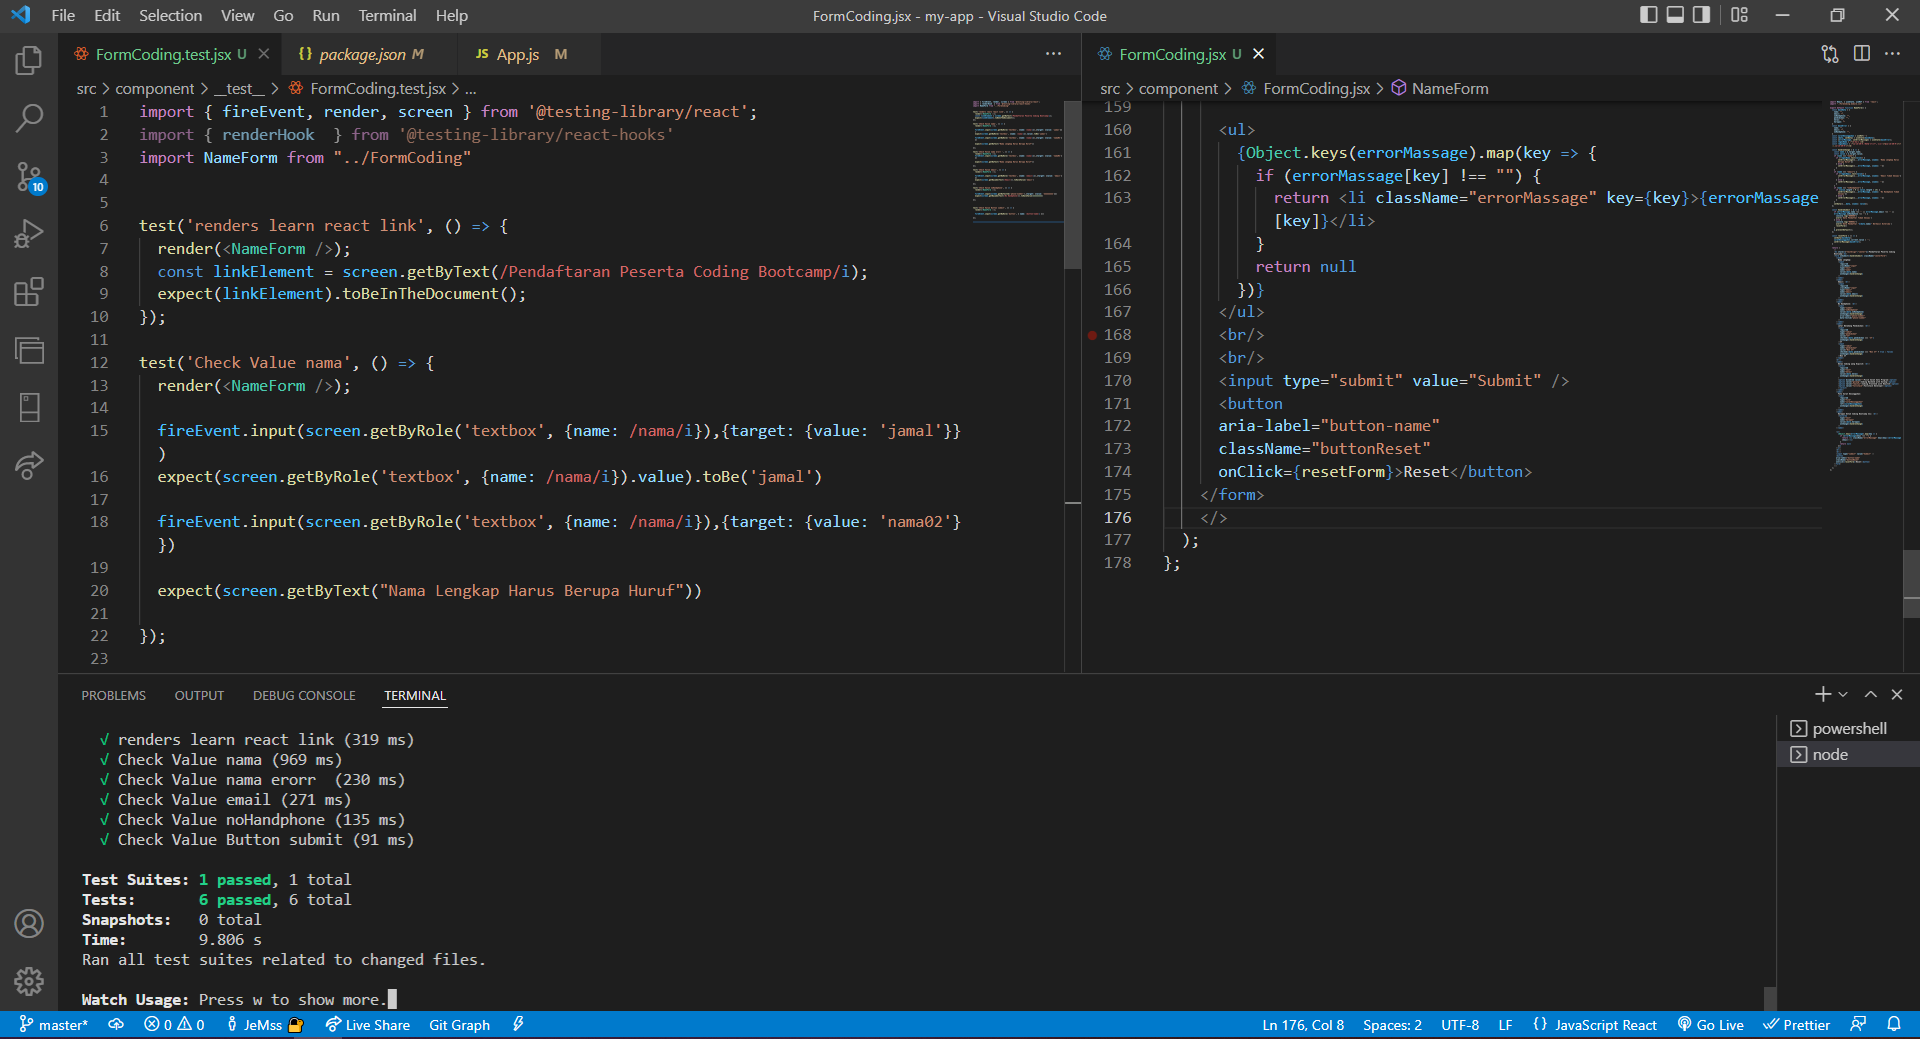 File Edit Selection View Go Run Terminal Help
FormCoding.jsx - my-app - Visual Studio Code
FormCoding.test.jsx U
{} package.json M
JS App.js M
src > component > __test__ > FormCoding.test.jsx > ...
1 import { fireEvent, render, screen } from '@testing-library/react';
2 import { renderHook  } from '@testing-library/react-hooks'
3 import NameForm from "../FormCoding"
4
5
6 test('renders learn react link', () => {
7 render(<NameForm />);
8 const linkElement = screen.getByText(/Pendaftaran Peserta Coding Bootcamp/i);
9 expect(linkElement).toBeInTheDocument();
10 });
11
12 test('Check Value nama', () => {
13 render(<NameForm />);
14
15 fireEvent.input(screen.getByRole('textbox', {name: /nama/i}),{target: {value: 'jamal'}}
)
16 expect(screen.getByRole('textbox', {name: /nama/i}).value).toBe('jamal')
17
18 fireEvent.input(screen.getByRole('textbox', {name: /nama/i}),{target: {value: 'nama02'}
})
19
20 expect(screen.getByText("Nama Lengkap Harus Berupa Huruf"))
21
22 });
23
FormCoding.jsx U
src > component > FormCoding.jsx > NameForm
159
160 <ul>
161 {Object.keys(errorMassage).map(key => {
162 if (errorMassage[key] !== "") {
163 return <li className="errorMassage" key={key}>{errorMassage
[key]}</li>
164 }
165 return null
166 })}
167 </ul>
168 <br/>
169 <br/>
170 <input type="submit" value="Submit" />
171 <button
172 aria-label="button-name"
173 className="buttonReset"
174 onClick={resetForm}>Reset</button>
175 </form>
176 </>
177 );
178 };
10
PROBLEMS OUTPUT DEBUG CONSOLE TERMINAL
√ renders learn react link (319 ms)
√ Check Value nama (969 ms)
√ Check Value nama erorr  (230 ms)
√ Check Value email (271 ms)
√ Check Value noHandphone (135 ms)
√ Check Value Button submit (91 ms)
Test Suites: 1 passed, 1 total
Tests: 6 passed, 6 total
Snapshots: 0 total
Time: 9.806 s
Ran all test suites related to changed files.
Watch Usage: Press w to show more.
powershell
node
master* 0 0 JeMss Live Share Git Graph
Ln 176, Col 8 Spaces: 2 UTF-8 LF {} JavaScript React Go Live Prettier